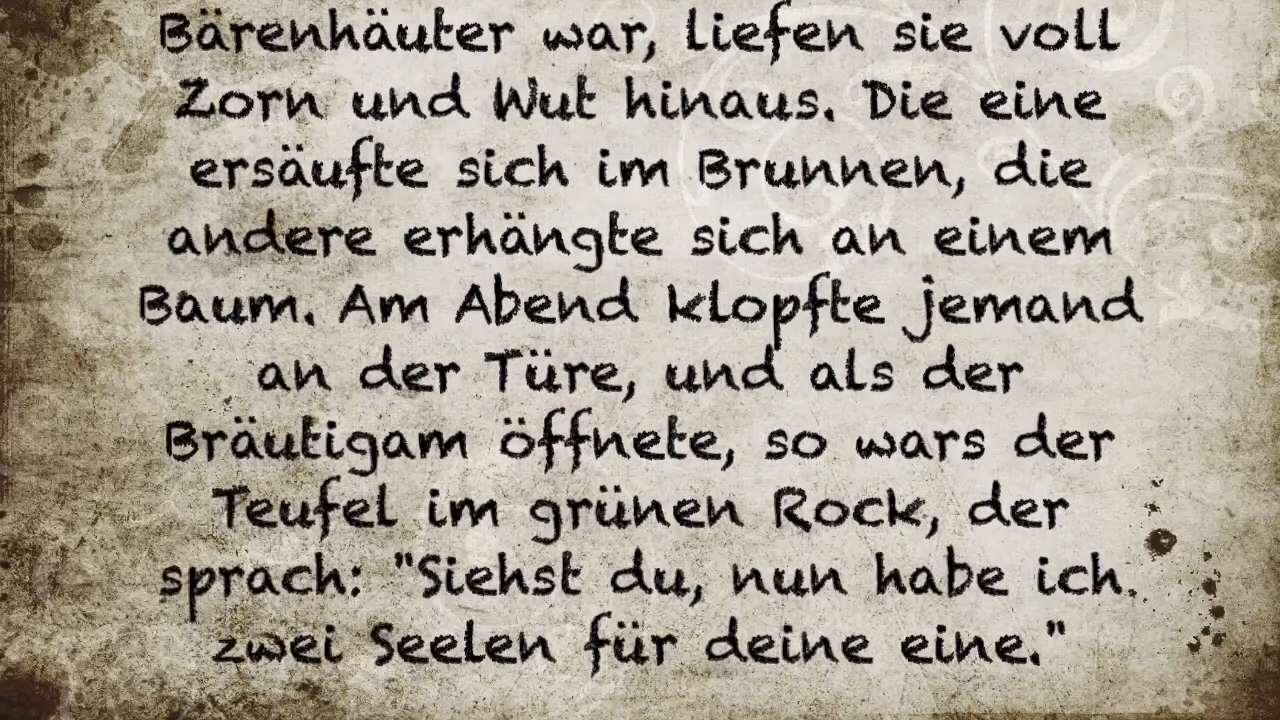 Bärenhäuter war, liefen sie voll
Zorn und Wut hinaus. Die eine
ersäufte sich im Brunnen, die
andere erhängte sich an einem
Baum. Am Abend klopfte jemand
an der Türe, und als der
Bräutigam öffnete, so wars der
Teufel im grünen Rock, der
sprach: "Siehst du, nun habe ich
zwei Seelen für deine eine."